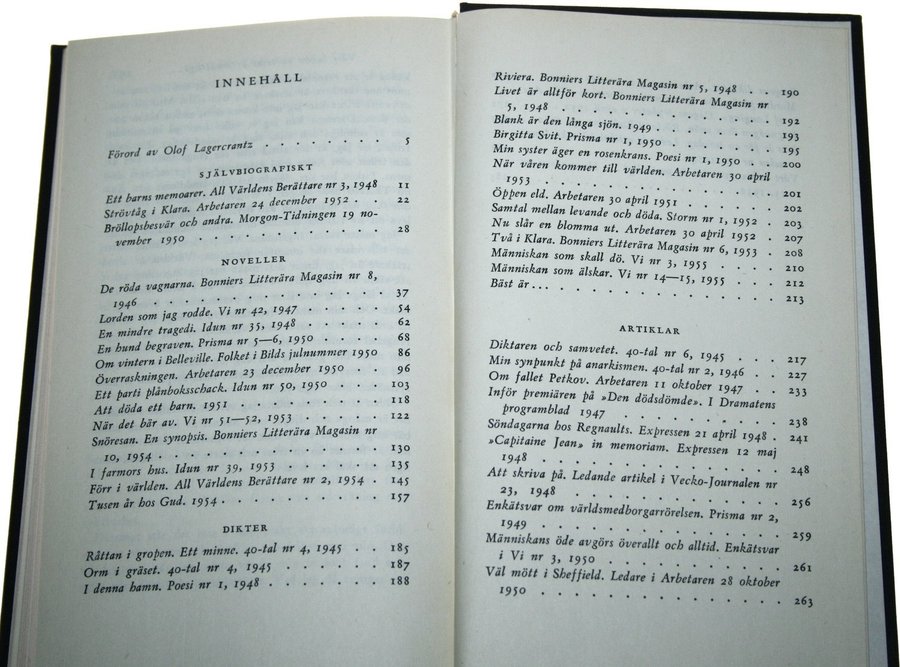 INNEHÅLL
Förord av Olof Lagercrantz . . . . . . . . 5
SJÄLVBIOGRAFISKT
Ett barns memoarer. All Världens Berättare nr 3, 1948 11
Strövtåg i Klara. Arbetaren 24 december 1952 . . 22
Bröllopsbesvär och andra. Morgon-Tidningen 19 no-
vember 1950 . . . . . . . . . . . 28
NOVELLER
De röda vagnarna. Bonniers Litterära Magasin nr 8,
1946 . . . . . . . . . . . . . . 37
Lorden som jag rodde. Vi nr 42, 1947 . . . . . 54
En mindre tragedi. Idun nr 35, 1948 . . . . . 62
En hund begraven. Prisma nr 5—6, 1950 . . . . 68
Om vintern i Belleville. Folket i Bilds julnummer 1950 86
Överraskningen. Arbetaren 23 december 1950 . . 96
Ett parti plånboksschack. Idun nr 50, 1950 . . . . 103
Att döda ett barn. 1951 . . . . . . . . . 118
När det bär av. Vi nr 51—52, 1953 . . . . . . 122
Snöresan. En synopsis. Bonniers Litterära Magasin nr
10, 1954 . . . . . . . . . . . . . 130
I farmors hus. Idun nr 39, 1953 . . . . . . . 135
Förr i världen. All Världens Berättare nr 2, 1954 . 145
Tusen år hos Gud. 1954 . . . . . . . . . . 157
DIKTER
Råttan i gropen. Ett minne. 40-tal nr 4, 1945 . . 185
Orm i gräset. 40-tal nr 4, 1945 . . . . . . . 187
I denna hamn. Poesi nr 1, 1948 . . . . . . . 188
Riviera. Bonniers Litterära Magasin nr 5, 1948 . . 190
Livet är alltför kort. Bonniers Litterära Magasin nr
5, 1948 . . . . . . . . . . . . . 192
Blank är den långa sjön. 1949 . . . . . . . . 193
Birgitta Svit. Prisma nr 1, 1950 . . . . . . . 195
Min syster äger en rosenkrans. Poesi nr 1, 1950 . . 200
När våren kommer till världen. Arbetaren 30 april
1953 . . . . . . . . . . . . . . 201
Öppen eld. Arbetaren 30 april 1951 . . . . . . 202
Samtal mellan levande och döda. Storm nr 1, 1952 . 203
Nu slår en blomma ut. Arbetaren 30 april 1952 . . 207
Två i Klara. Bonniers Litterära Magasin nr 6, 1953 . 208
Människan som skall dö. Vi nr 3, 1955 . . . . . 210
Människan som älskar. Vi nr 14—15, 1955 . . . . 212
Bäst är . . . . . . . . . . . . . . . 213
ARTIKLAR
Diktaren och samvetet. 40-tal nr 6, 1945 . . . . 217
Min synpunkt på anarkismen. 40-tal nr 2, 1946 . . 227
Om fallet Petkov. Arbetaren 11 oktober 1947 . . . 233
Inför premiären på »Den dödsdömde». I Dramatens
programblad 1947 . . . . . . . . . . 238
Söndagarna hos Regnaults. Expressen 21 april 1948 . 241
»Capitaine Jean» in memoriam. Expressen 12 maj
1948 . . . . . . . . . . . . . . 248
Att skriva på. Ledande artikel i Vecko-Journalen nr
23, 1948 . . . . . . . . . . . . . 256
Enkätsvar om världsmedborgarrörelsen. Prisma nr 2,
1949 . . . . . . . . . . . . . . 259
Människans öde avgörs överallt och alltid. Enkätsvar
i Vi nr 3, 1950 . . . . . . . . . . . 261
Väl mött i Sheffield. Ledare i Arbetaren 28 oktober
1950 . . . . . . . . . . . . . . 263